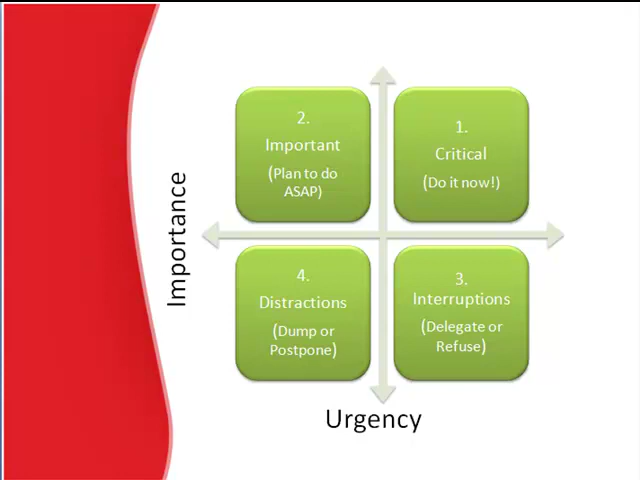 2.
Important
(Plan to do
ASAP)
1.
Critical
(Do it now!)
Importance
4.
Distractions
(Dump or
Postpone)
3.
Interruptions
(Delegate or
Refuse)
Urgency